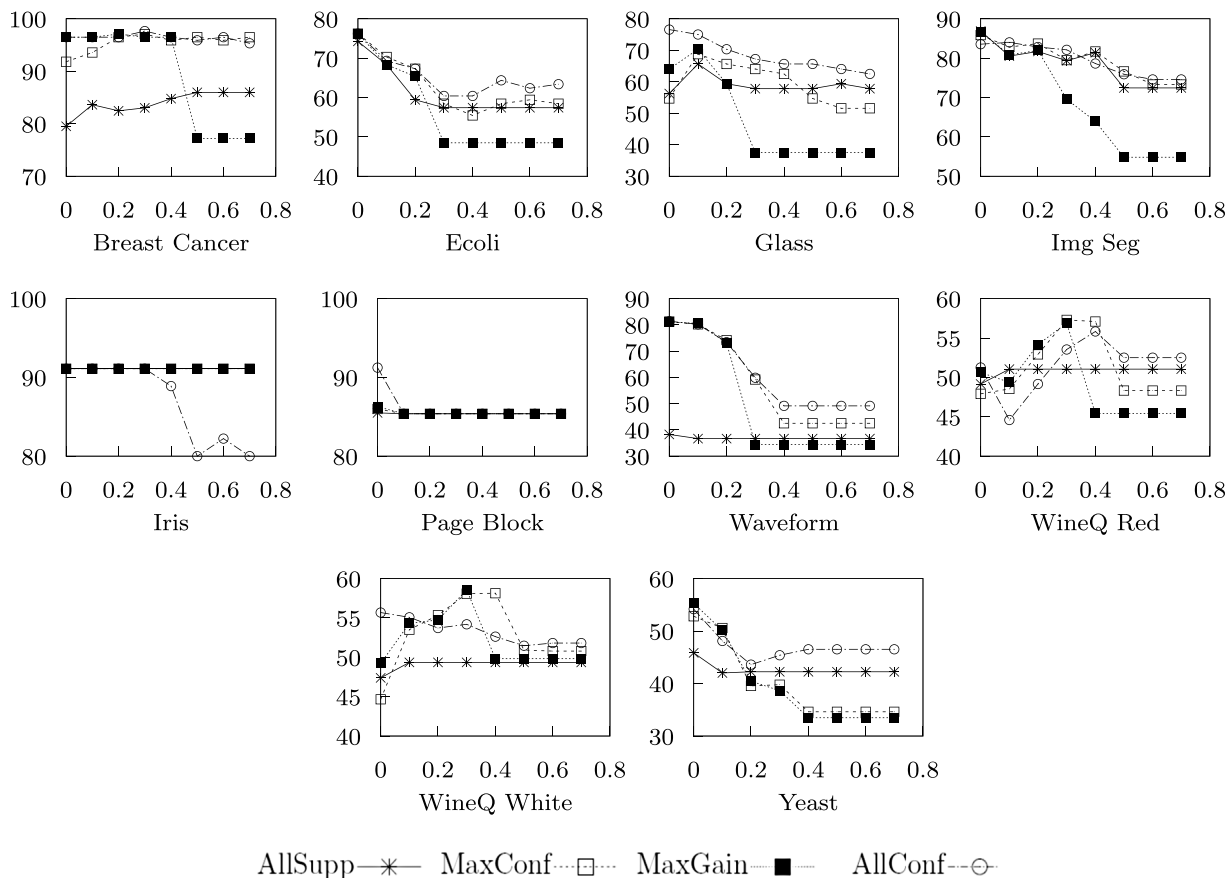 100
90
80
70
0 0.2 0.4 0.6 0.8
Breast Cancer
80
70
60
50
40
0 0.2 0.4 0.6 0.8
Ecoli
80
70
60
50
40
30
0 0.2 0.4 0.6 0.8
Glass
90
80
70
60
50
0 0.2 0.4 0.6 0.8
Img Seg
100
90
80
0 0.2 0.4 0.6 0.8
Iris
100
90
80
0 0.2 0.4 0.6 0.8
Page Block
90
80
70
60
50
40
30
0 0.2 0.4 0.6 0.8
Waveform
60
55
50
45
40
0 0.2 0.4 0.6 0.8
WineQ Red
60
55
50
45
40
0 0.2 0.4 0.6 0.8
WineQ White
60
50
40
30
0 0.2 0.4 0.6 0.8
Yeast
AllSupp MaxConf MaxGain AllConf